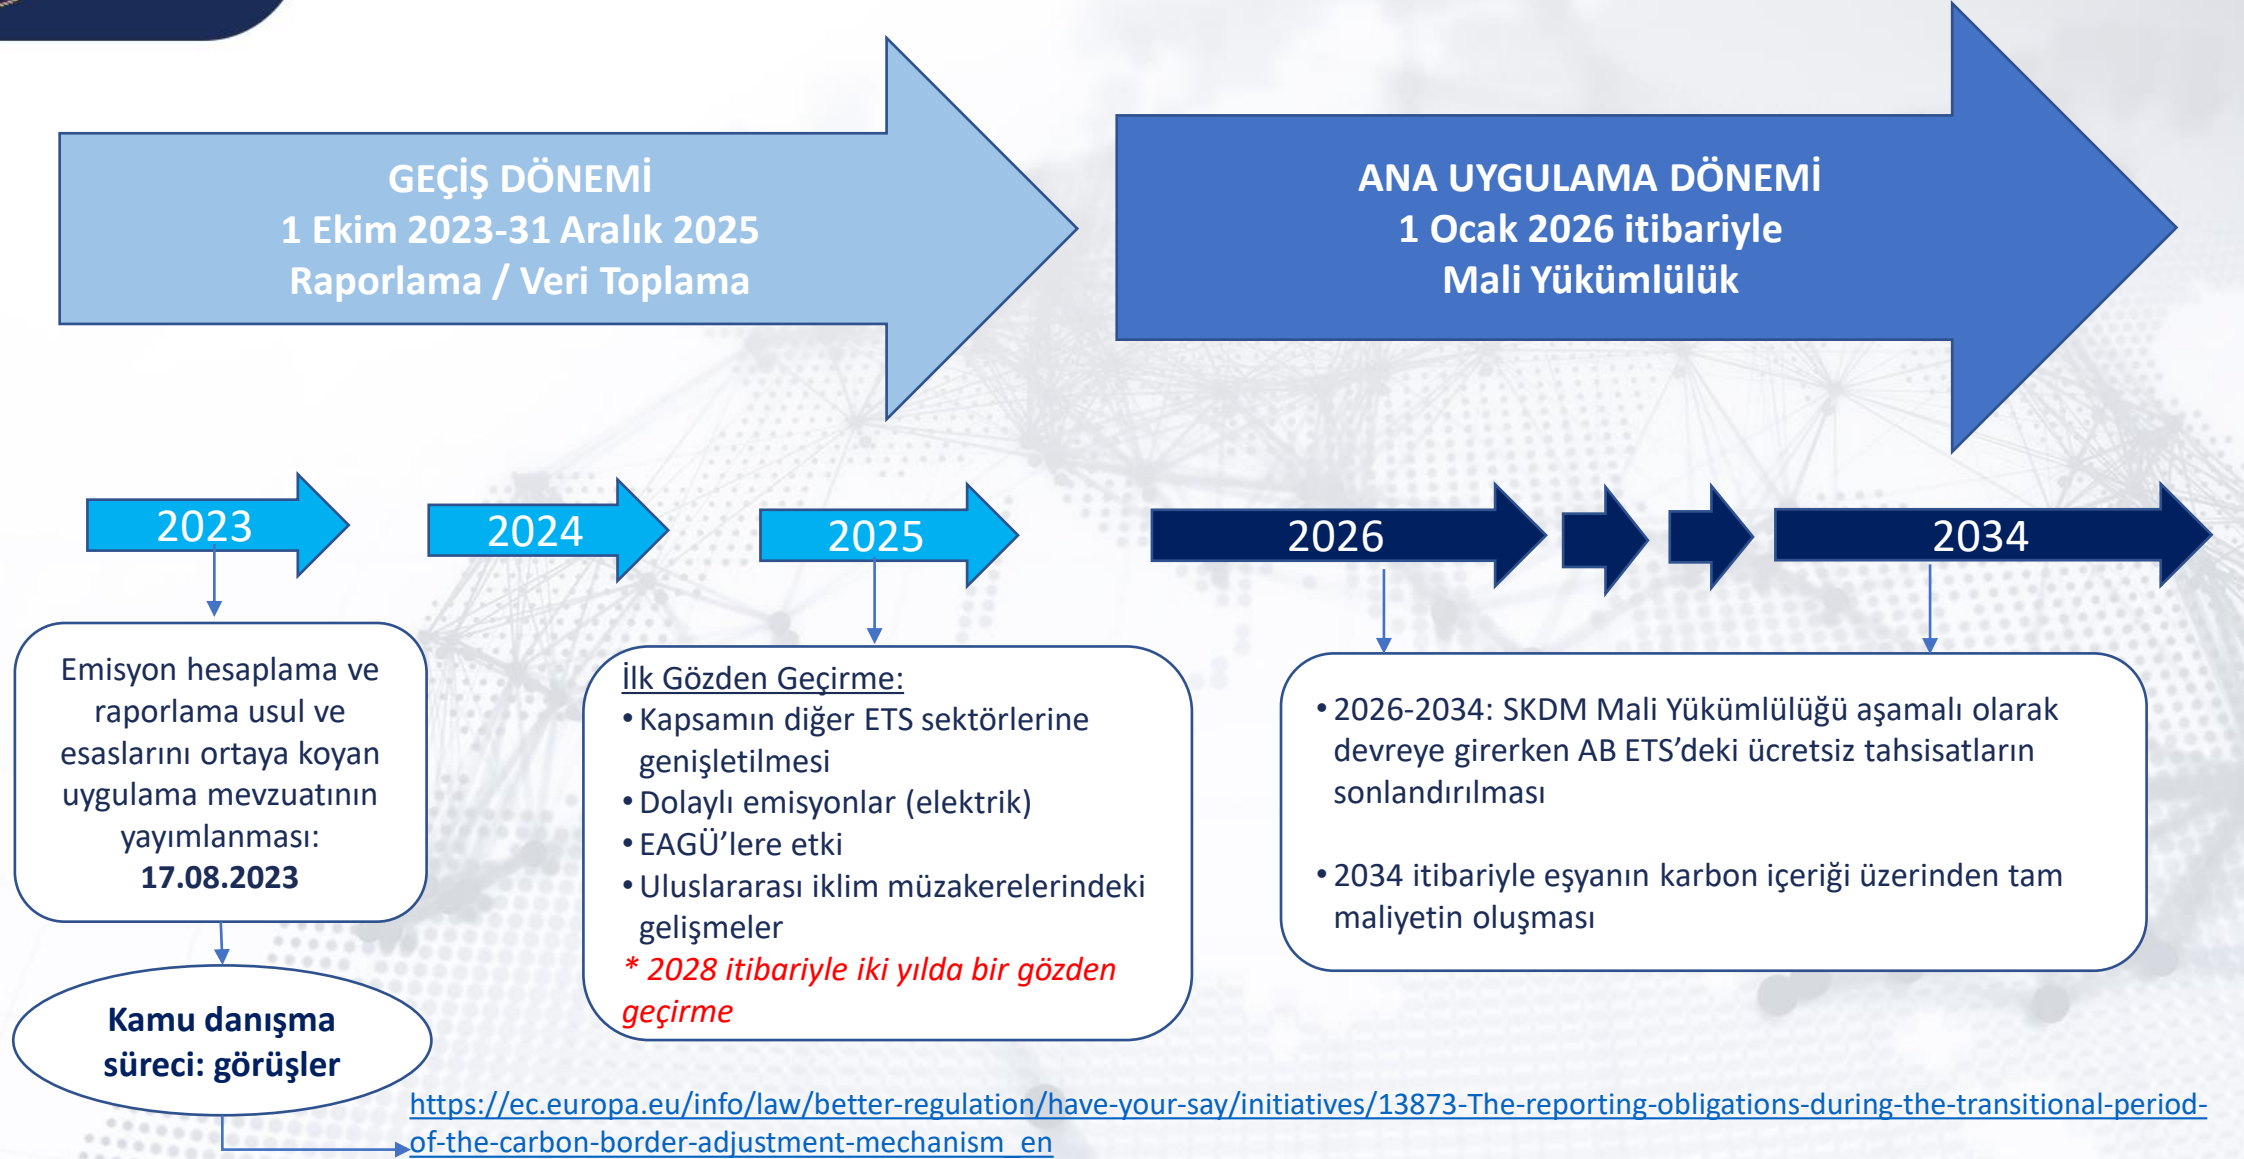 GEÇİŞ DÖNEMİ
1 Ekim 2023-31 Aralık 2025
Raporlama / Veri Toplama
ANA UYGULAMA DÖNEMİ
1 Ocak 2026 itibariyle
Mali Yükümlülük
2023
2024
2025
2026
2034
Emisyon hesaplama ve
raporlama usul ve
esaslarını ortaya koyan
uygulama mevzuatının
yayımlanması:
17.08.2023
Kamu danışma
süreci: görüşler
İlk Gözden Geçirme:
• Kapsamın diğer ETS sektörlerine
genişletilmesi
• Dolaylı emisyonlar (elektrik)
• EAGÜ’lere etki
• Uluslararası iklim müzakerelerindeki
gelişmeler
* 2028 itibariyle iki yılda bir gözden
geçirme
• 2026-2034: SKDM Mali Yükümlülüğü aşamalı olarak
devreye girerken AB ETS’deki ücretsiz tahsisatların
sonlandırılması
• 2034 itibariyle eşyanın karbon içeriği üzerinden tam
maliyetin oluşması
https://ec.europa.eu/info/law/better-regulation/have-your-say/initiatives/13873-The-reporting-obligations-during-the-transitional-period-
of-the-carbon-border-adjustment-mechanism_en